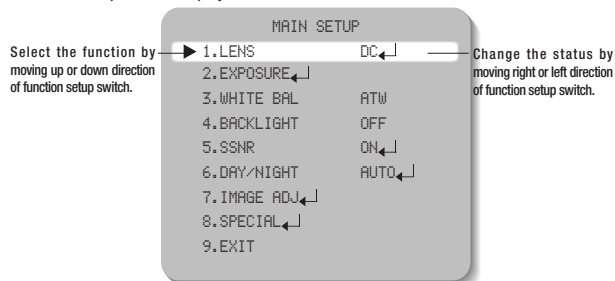 MAIN SETUP
Select the function by
moving up or down direction
of function setup switch.
1.LENS DC↵
2.EXPOSURE↵
3.WHITE BAL ATW
4.BACKLIGHT OFF
5.SSNR ON↵
6.DAY/NIGHT AUTO↵
7.IMAGE ADJ↵
8.SPECIAL↵
9.EXIT
Change the status by
moving right or left direction
of function setup switch.